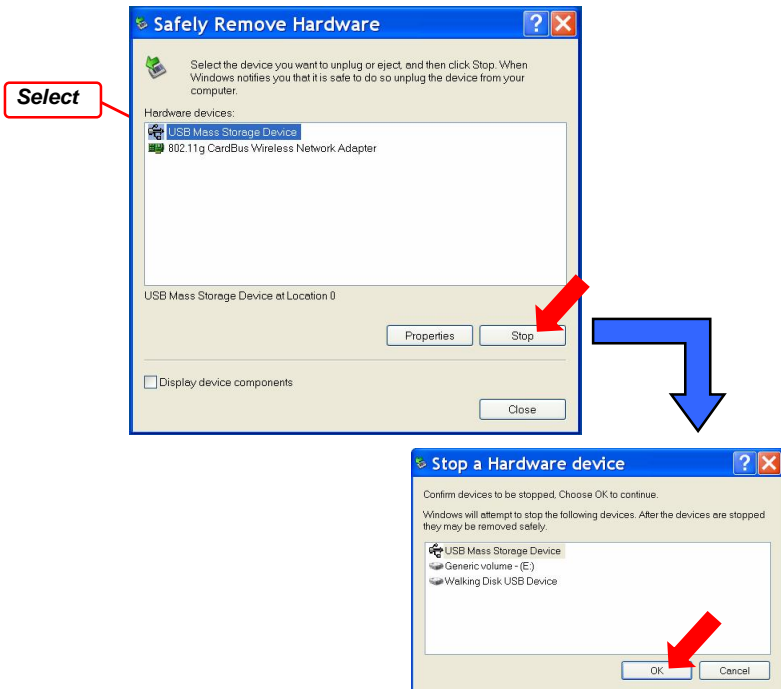 Safely Remove Hardware
Select the device you want to unplug or eject, and then click Stop. When
Windows notifies you that it is safe to do so unplug the device from your
computer.
Select
Hardware devices:
USB Mass Storage Device
802.11g CardBus Wireless Network Adapter
USB Mass Storage Device at Location 0
Properties
Stop
Display device components
Close
Stop a Hardware device
Confirm devices to be stopped, Choose OK to continue.
Windows will attempt to stop the following devices. After the devices are stopped
they may be removed safely.
USB Mass Storage Device
Generic volume - (E:)
Walking Disk USB Device
OK
Cancel